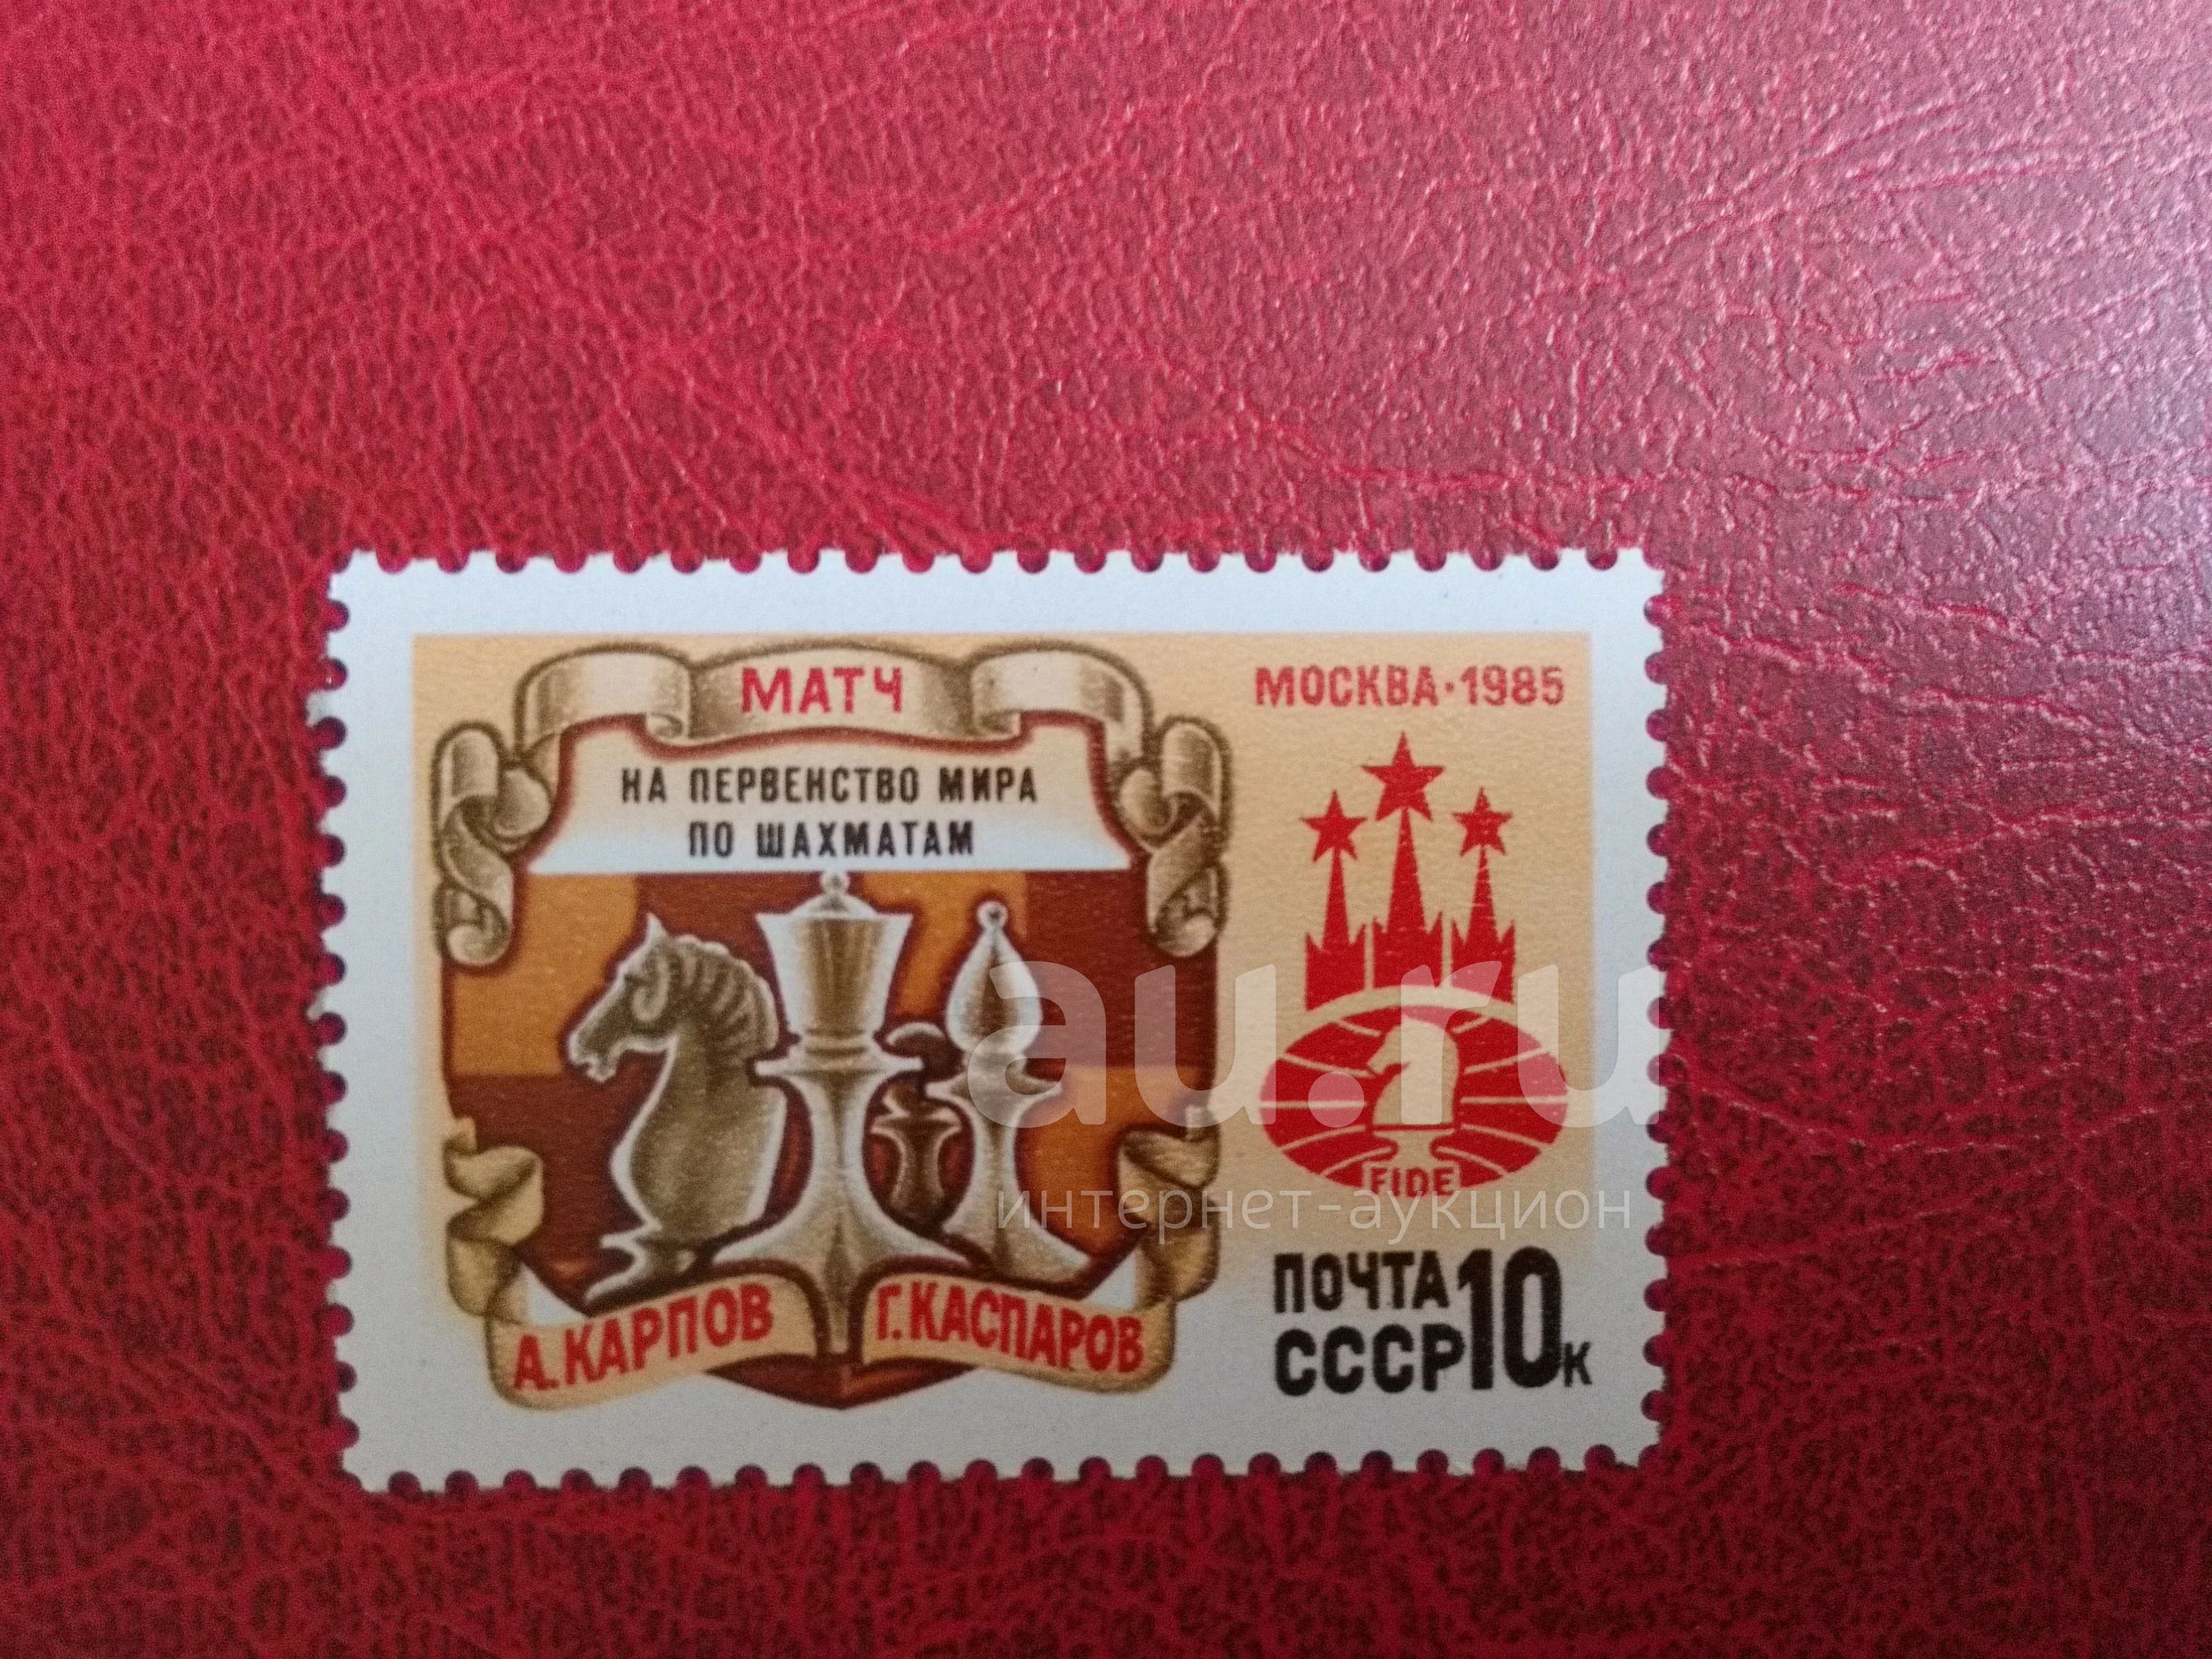 МАТЧ
НА ПЕРВЕНСТВО МИРА
ПО ШАХМАТАМ
А.КАРПОВ
Г.КАСПАРОВ
МОСКВА·1985
FIDE
ПОЧТА
СССР 10к
au.ru
интернет-аукцион